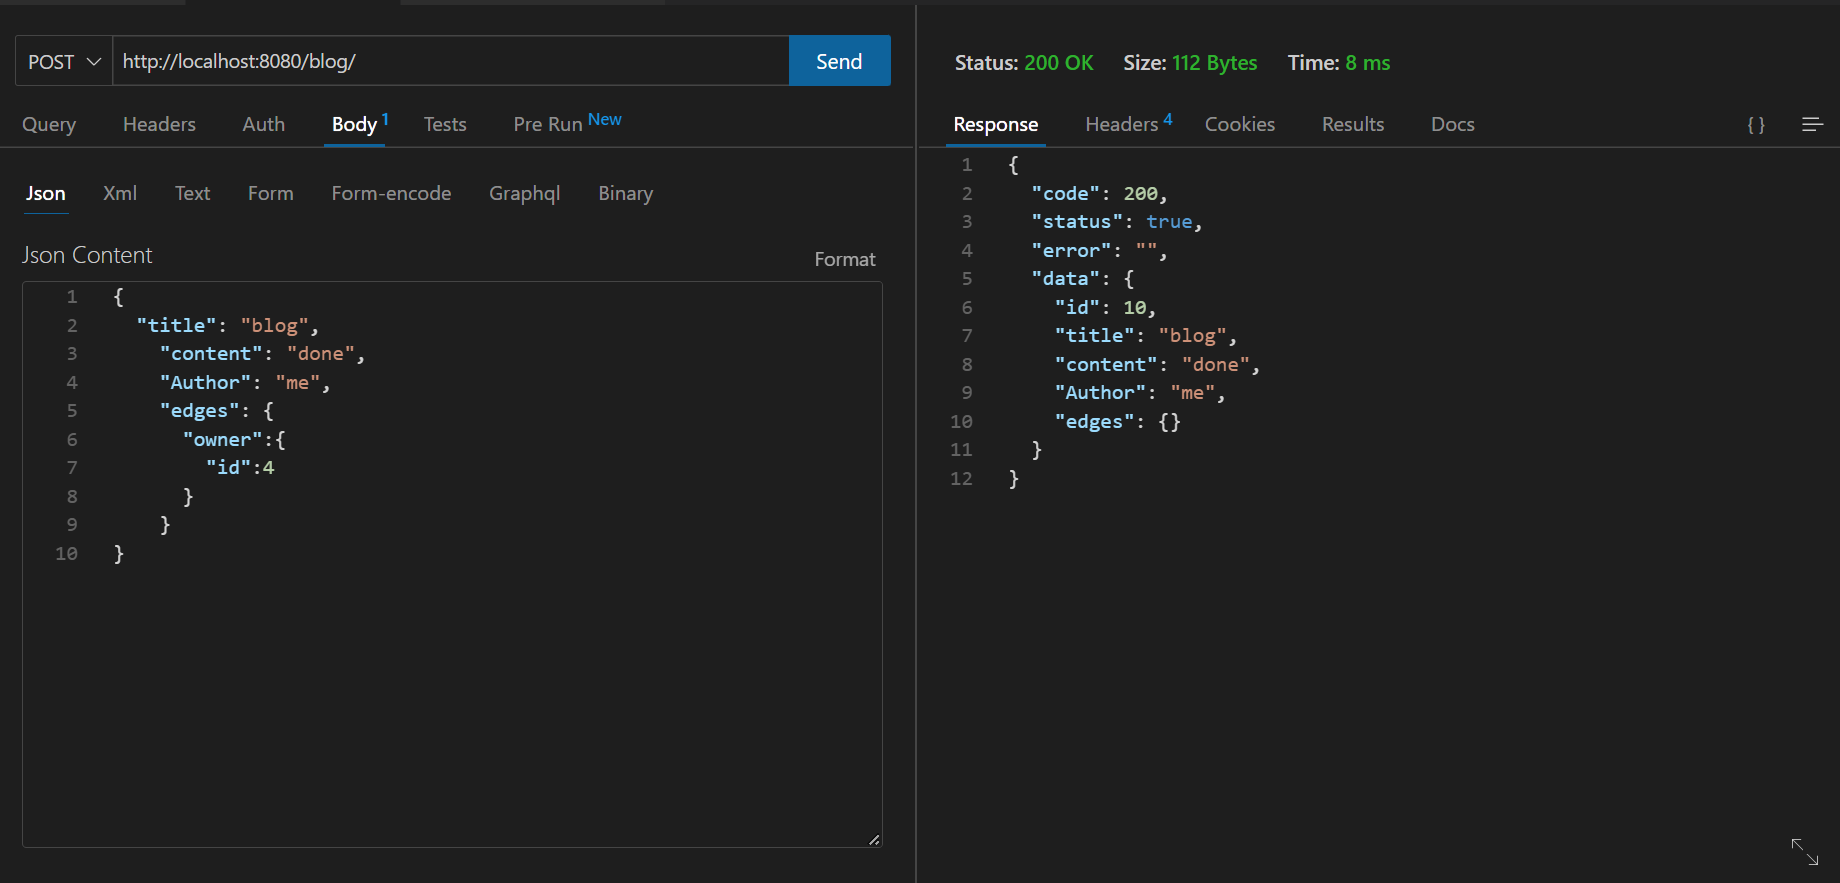 POST http://localhost:8080/blog/ Send
Query Headers Auth Body 1 Tests Pre Run New
Json Xml Text Form Form-encode Graphql Binary
Json Content Format
1 {
2 "title": "blog",
3 "content": "done",
4 "Author": "me",
5 "edges": {
6 "owner":{
7 "id":4
8 }
9 }
10 }
Status: 200 OK Size: 112 Bytes Time: 8 ms
Response Headers 4 Cookies Results Docs { }
1 {
2 "code": 200,
3 "status": true,
4 "error": "",
5 "data": {
6 "id": 10,
7 "title": "blog",
8 "content": "done",
9 "Author": "me",
10 "edges": {}
11 }
12 }